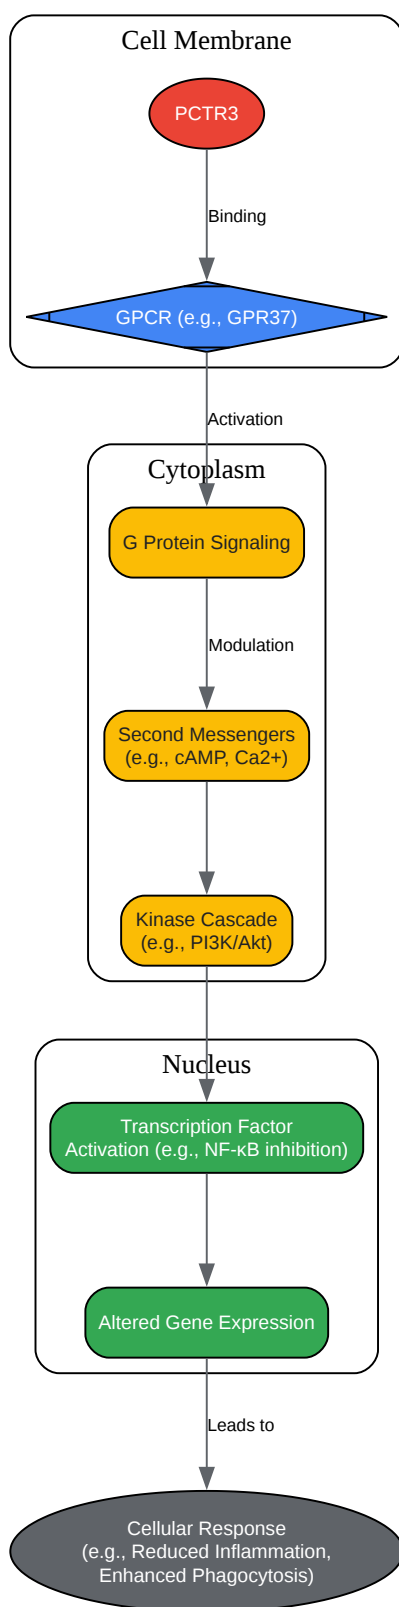 Cell Membrane
PCTR3
Binding
GPCR (e.g., GPR37)
Activation
Cytoplasm
G Protein Signaling
Modulation
Second Messengers
(e.g., cAMP, Ca2+)
Kinase Cascade
(e.g., PI3K/Akt)
Nucleus
Transcription Factor
Activation (e.g., NF-κB inhibition)
Altered Gene Expression
Leads to
Cellular Response
(e.g., Reduced Inflammation,
Enhanced Phagocytosis)